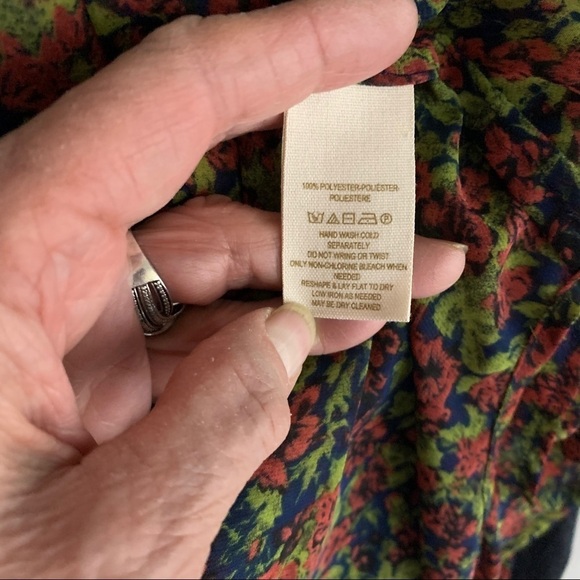 100% POLYESTER-POLIÉSTER-
POLIESTERE
P
HAND WASH COLD
SEPARATELY
DO NOT WRING OR TWIST
ONLY NON-CHLORINE BLEACH WHEN
NEEDED
RESHAPE & LAY FLAT TO DRY
LOW IRON AS NEEDED
MAY BE DRY CLEANED